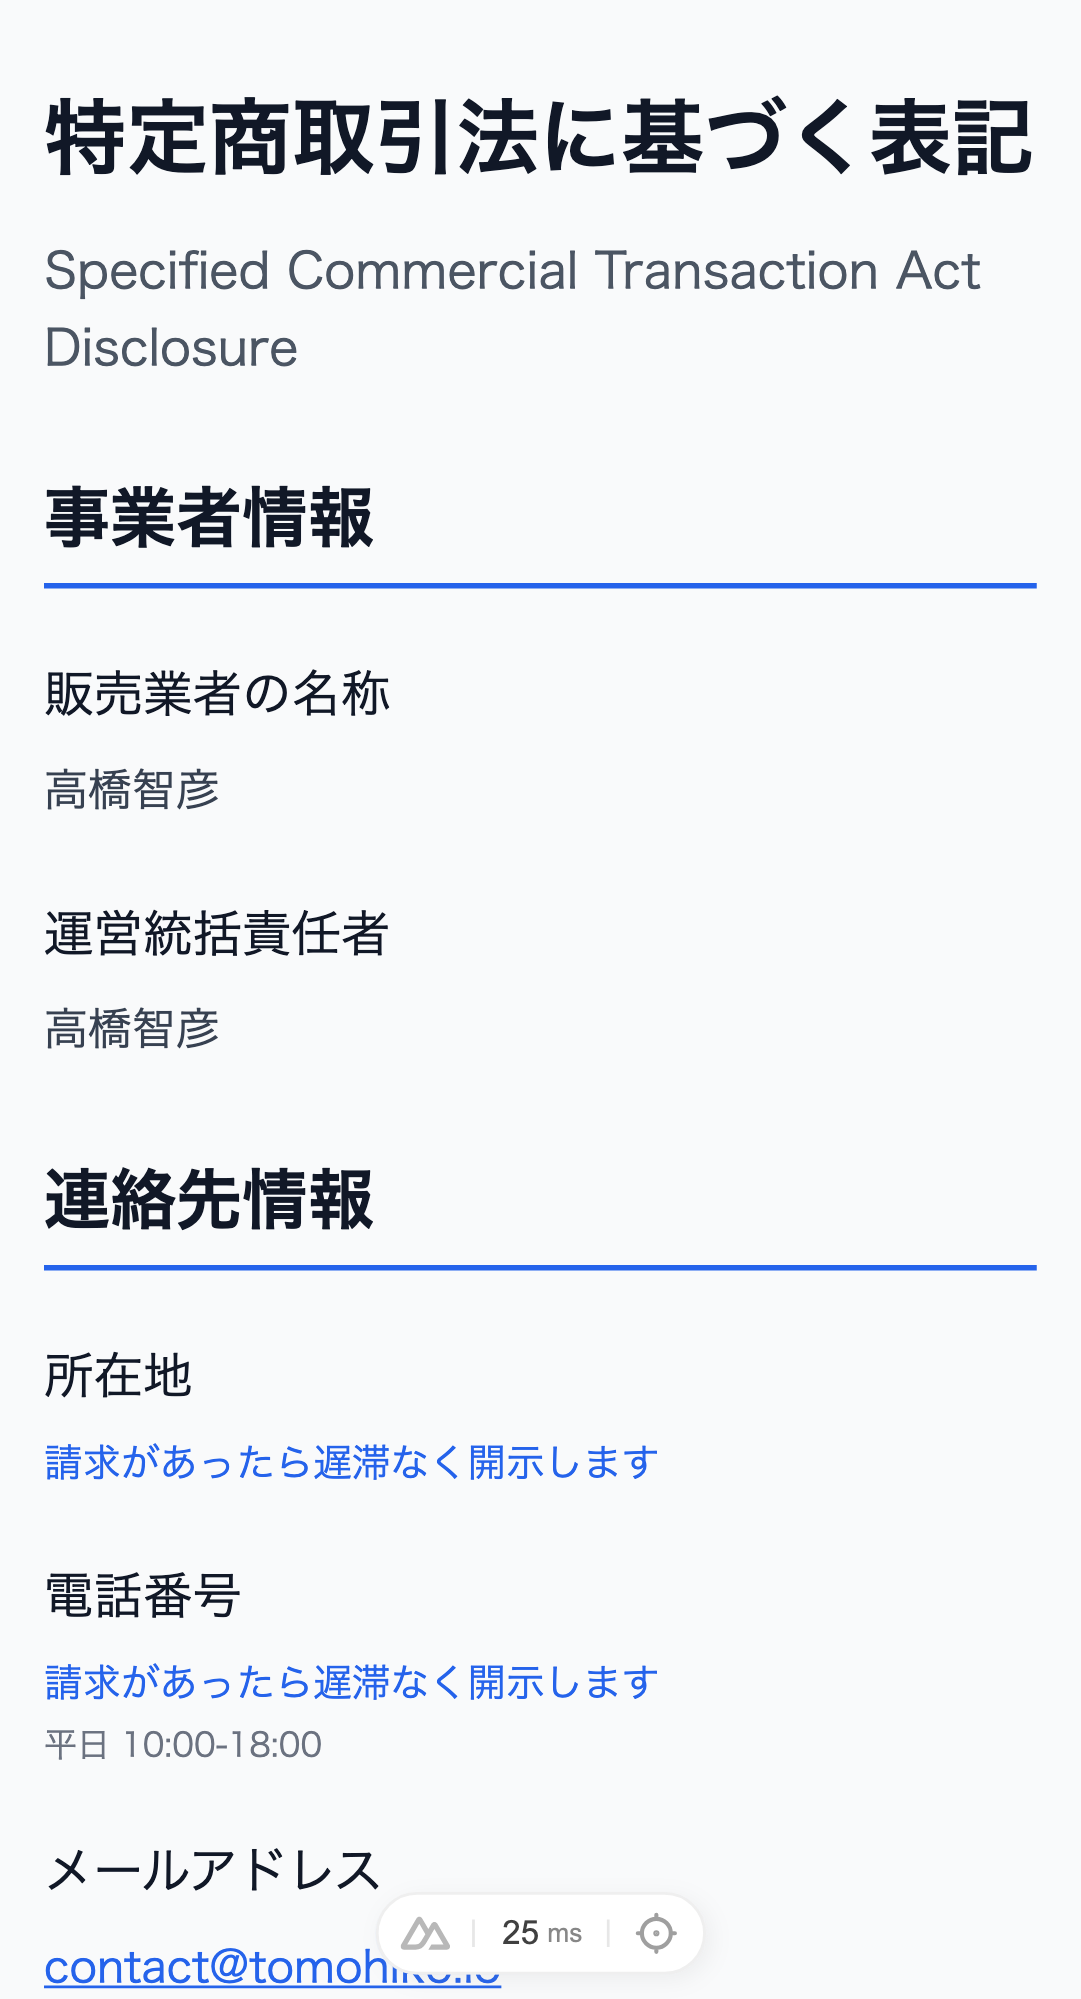 特定商取引法に基づく表記
Specified Commercial Transaction Act
Disclosure
事業者情報
販売業者の名称
高橋智彦
運営統括責任者
高橋智彦
連絡先情報
所在地
請求があったら遅滞なく開示します
電話番号
請求があったら遅滞なく開示します
平日 10:00-18:00
メールアドレス
25 ms